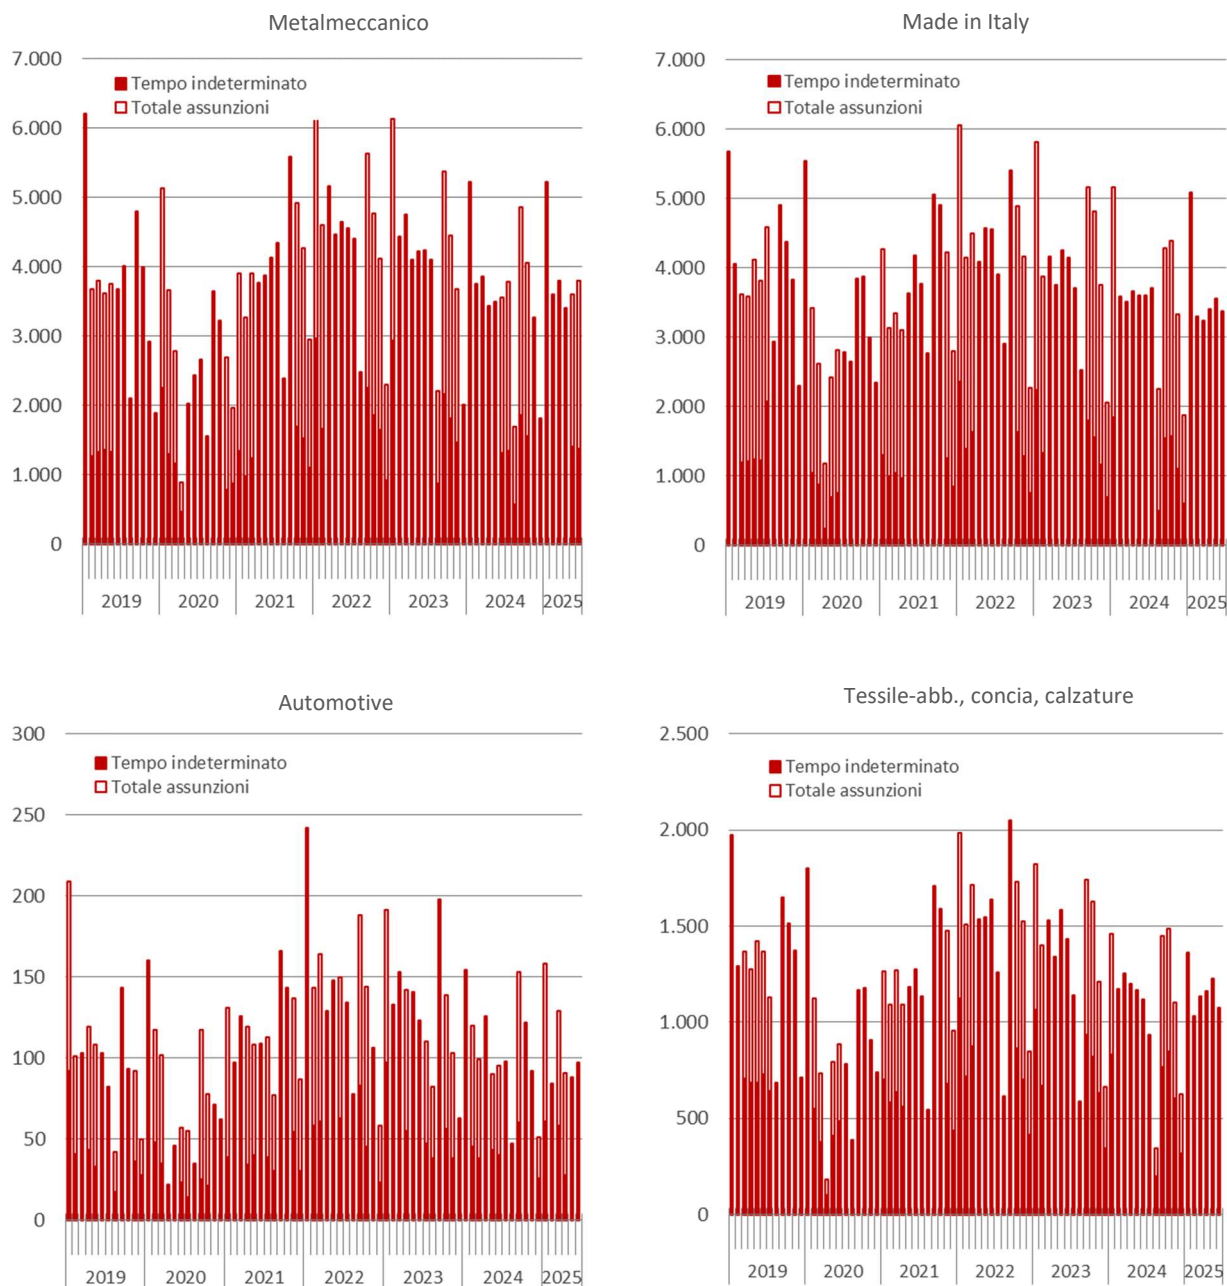 Metalmeccanico
7.000
6.000
5.000
4.000
3.000
2.000
1.000
0
Tempo indeterminato
Totale assunzioni
2019 2020 2021 2022 2023 2024 2025
Made in Italy
7.000
6.000
5.000
4.000
3.000
2.000
1.000
0
Tempo indeterminato
Totale assunzioni
2019 2020 2021 2022 2023 2024 2025
Automotive
300
250
200
150
100
50
0
Tempo indeterminato
Totale assunzioni
2019 2020 2021 2022 2023 2024 2025
Tessile-abb., concia, calzature
2.500
2.000
1.500
1.000
500
0
Tempo indeterminato
Totale assunzioni
2019 2020 2021 2022 2023 2024 2025